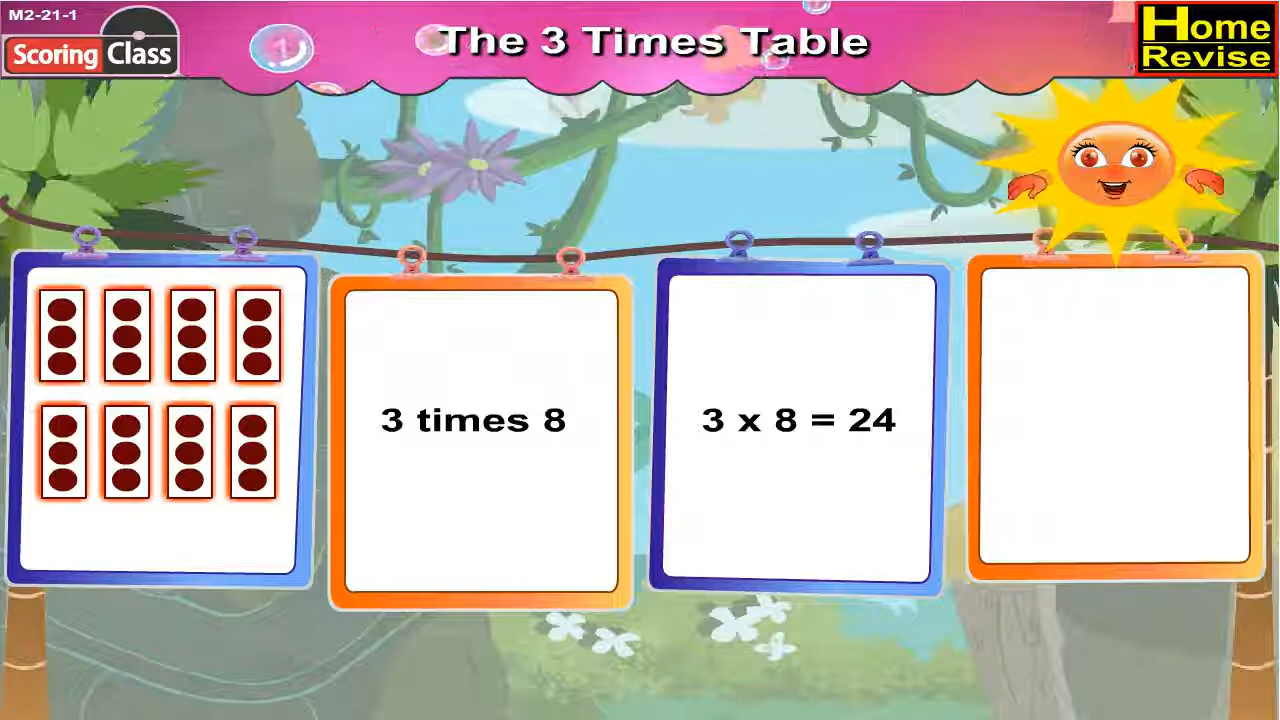 M2-21-1
Scoring Class
The 3 Times Table
Home
Revise
3 times 8
3 x 8 = 24